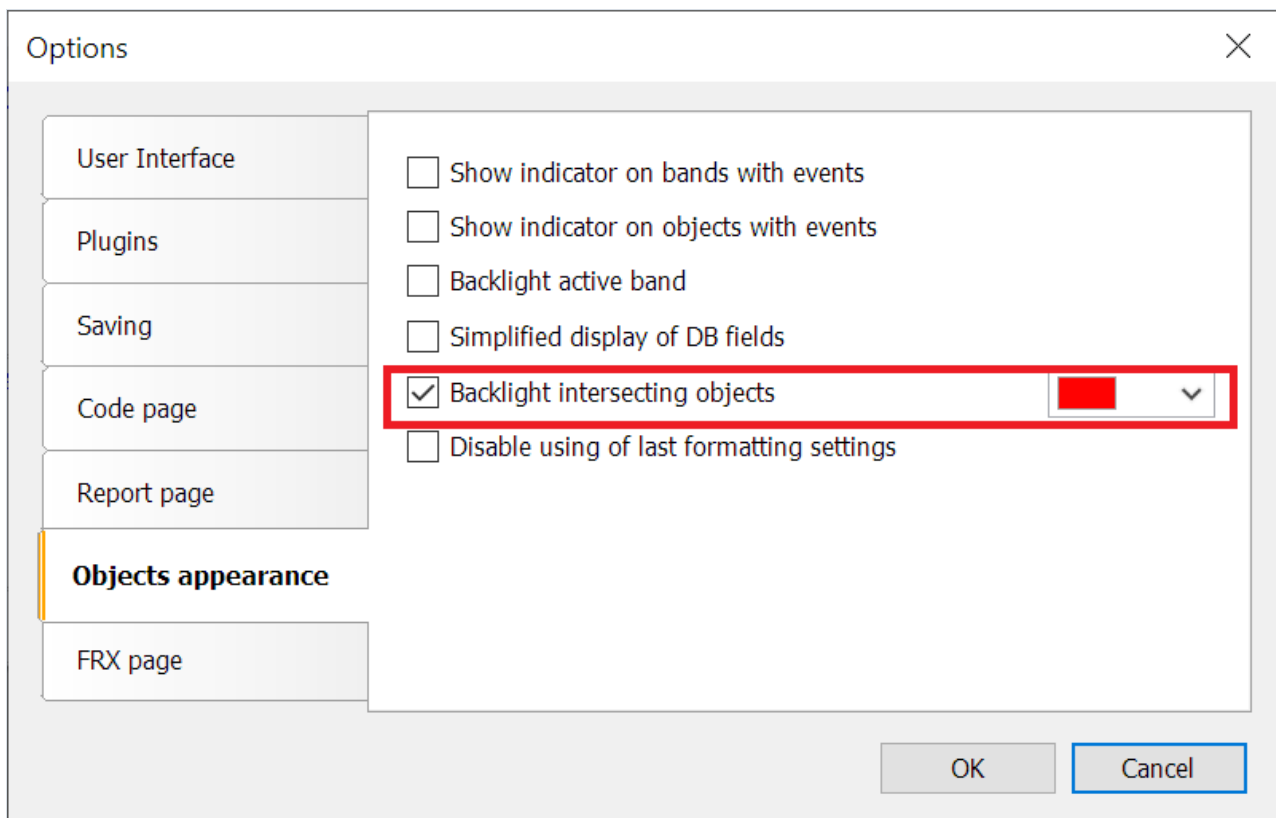 Options
User Interface
Plugins
Saving
Code page
Report page
Objects appearance
FRX page
Show indicator on bands with events
Show indicator on objects with events
Backlight active band
Simplified display of DB fields
Backlight intersecting objects
Disable using of last formatting settings
OK
Cancel